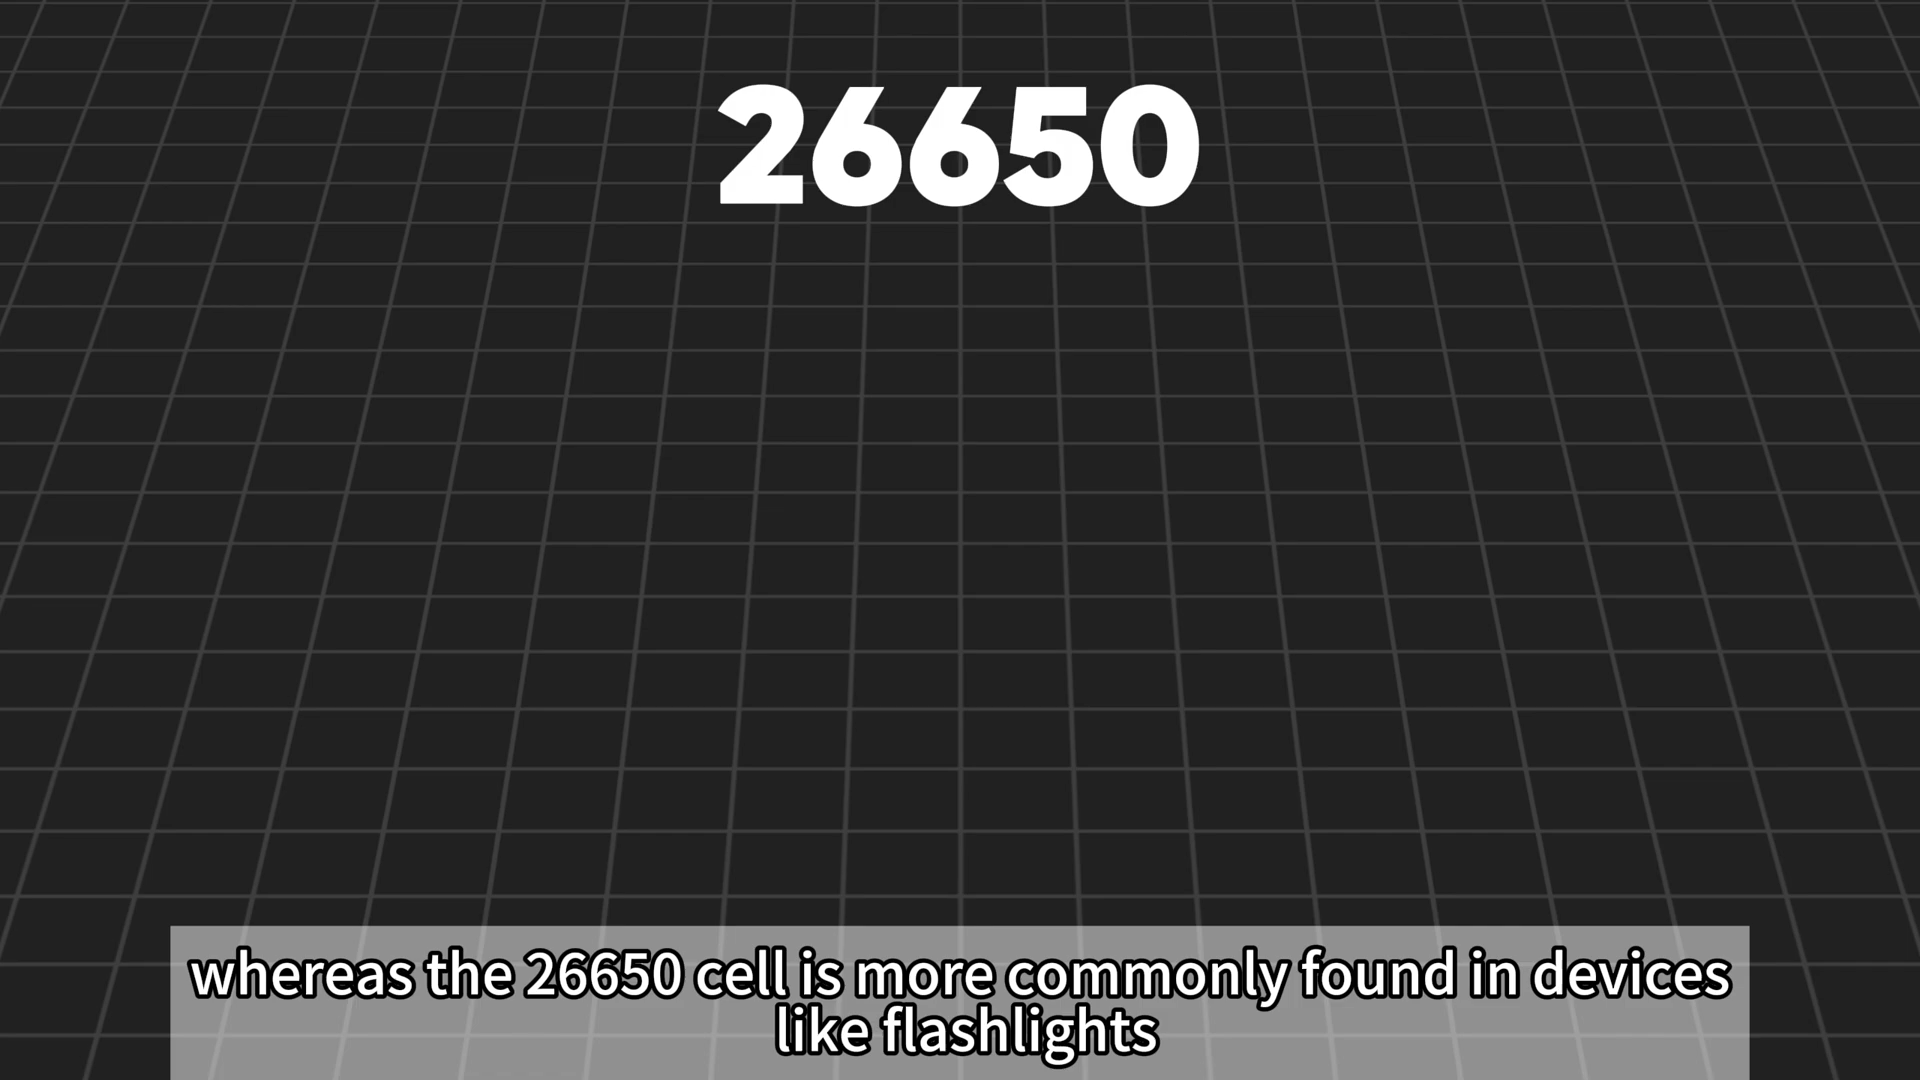 26650
whereas the 26650 cell is more commonly found in devices
like flashlights